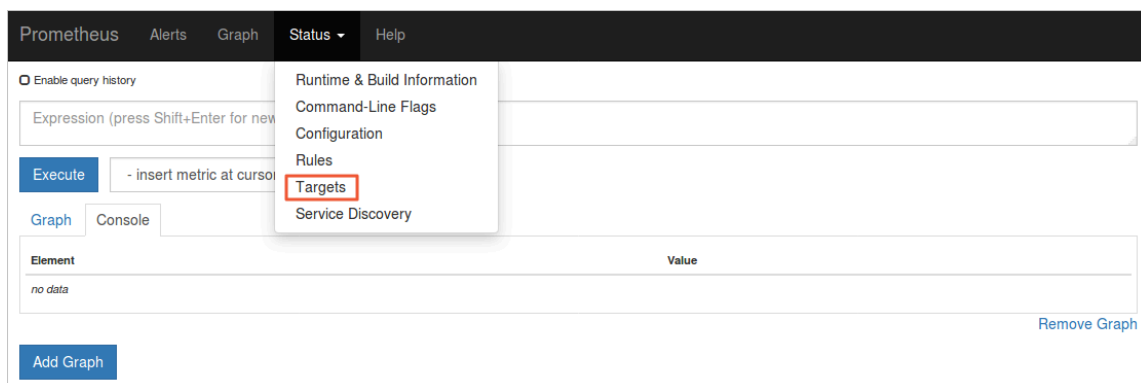 Prometheus Alerts Graph Status Help
Enable query history
Runtime & Build Information
Command-Line Flags
Expression (press Shift+Enter for new
Configuration
Rules
Execute
- insert metric at curso
Targets
Service Discovery
Graph Console
Element Value
no data
Remove Graph
Add Graph